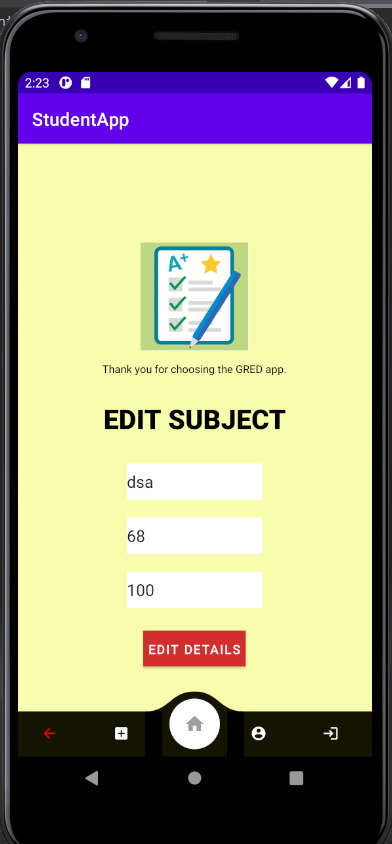 2:23
StudentApp
A+
Thank you for choosing the GRED app.
EDIT SUBJECT
dsa
68
100
EDIT DETAILS